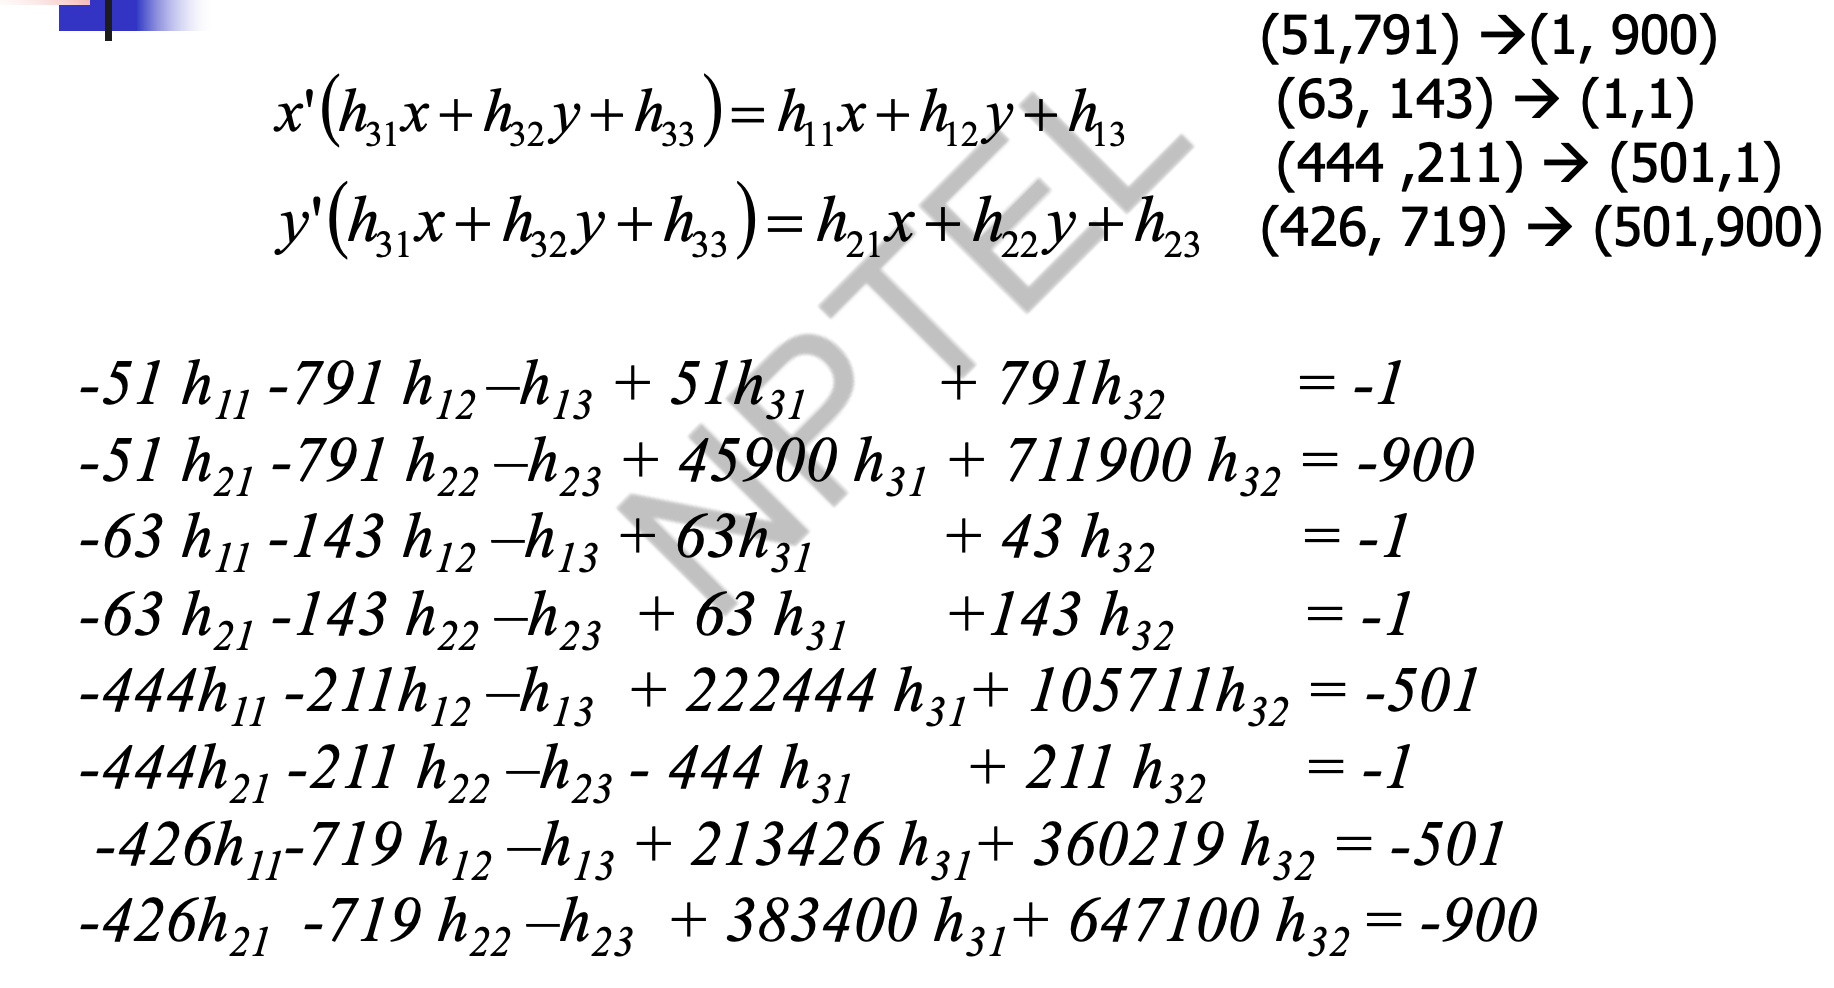 (51,791) →(1, 900)
(63, 143) → (1,1)
(444 ,211) → (501,1)
(426, 719) → (501,900)
x'(h₃₁x + h₃₂y + h₃₃) = h₁₁x + h₁₂y + h₁₃
y'(h₃₁x + h₃₂y + h₃₃) = h₂₁x + h₂₂y + h₂₃
-51 h₁₁ -791 h₁₂ –h₁₃ + 51h₃₁ + 791h₃₂ = -1
-51 h₂₁ -791 h₂₂ –h₂₃ + 45900 h₃₁ + 711900 h₃₂ = -900
-63 h₁₁ -143 h₁₂ –h₁₃ + 63h₃₁ + 43 h₃₂ = -1
-63 h₂₁ -143 h₂₂ –h₂₃ + 63 h₃₁ +143 h₃₂ = -1
-444h₁₁ -211h₁₂ –h₁₃ + 222444 h₃₁+ 105711h₃₂ = -501
-444h₂₁ -211 h₂₂ –h₂₃ - 444 h₃₁ + 211 h₃₂ = -1
-426h₁₁-719 h₁₂ –h₁₃ + 213426 h₃₁+ 360219 h₃₂ = -501
-426h₂₁ -719 h₂₂ –h₂₃ + 383400 h₃₁+ 647100 h₃₂ = -900
NPTEL